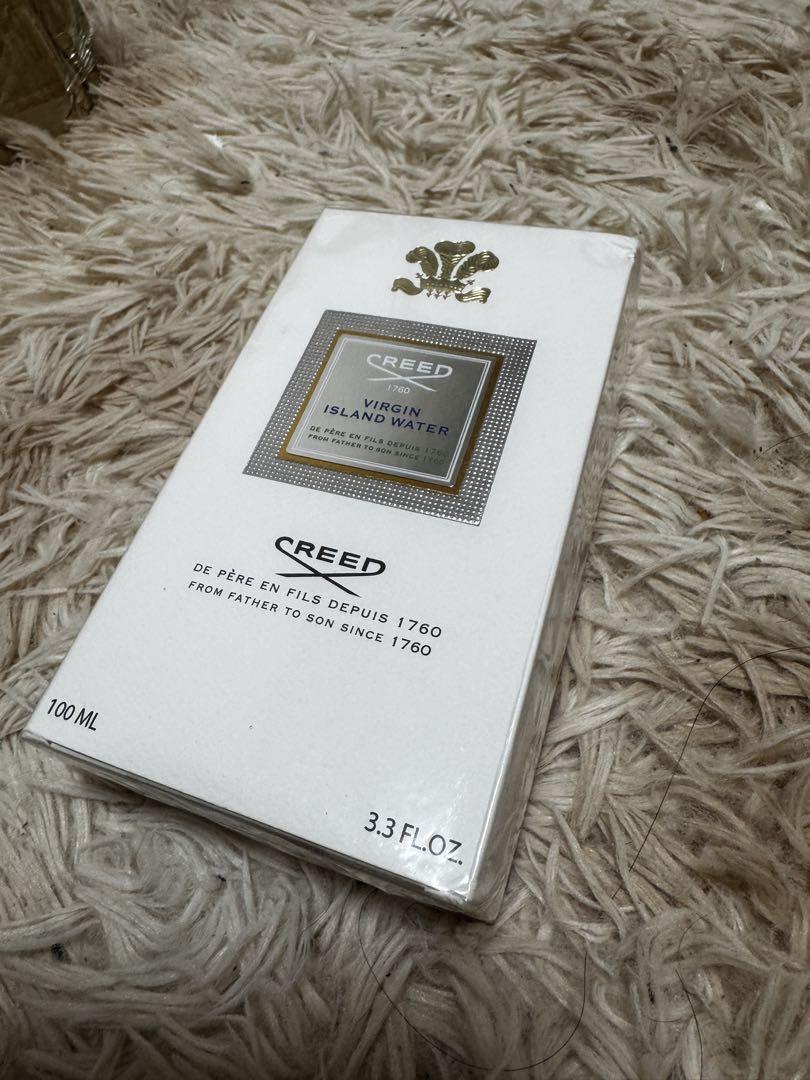 CREED
1760
VIRGIN
ISLAND WATER
DE PÈRE EN FILS DEPUIS 1760
FROM FATHER TO SON SINCE 1760
CREED
DE PÈRE EN FILS DEPUIS 1760
FROM FATHER TO SON SINCE 1760
100 ML
3.3 FL.OZ.